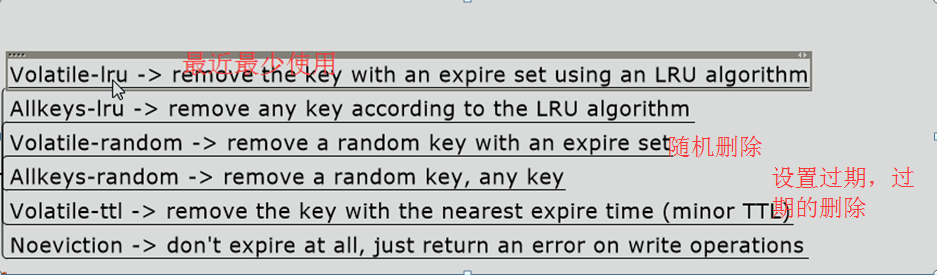 最近最少使用
Volatile-lru -> remove the key with an expire set using an LRU algorithm
Allkeys-lru -> remove any key according to the LRU algorithm
Volatile-random -> remove a random key with an expire set
随机删除
Allkeys-random -> remove a random key, any key
设置过期，过
期的删除
Volatile-ttl -> remove the key with the nearest expire time (minor TTL)
Noeviction -> don't expire at all, just return an error on write operations